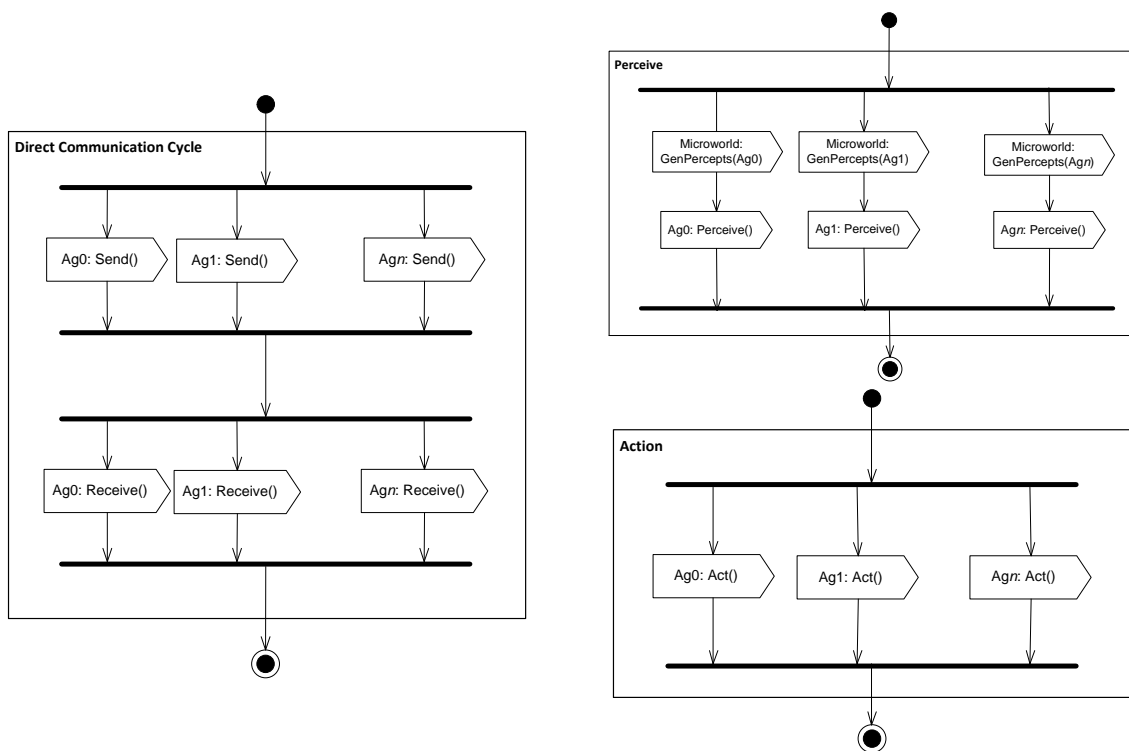 Direct Communication Cycle
Ag0: Send()
Ag1: Send()
Agn: Send()
Ag0: Receive()
Ag1: Receive()
Agn: Receive()
Perceive
Microworld:
GenPercepts(Ag0)
Microworld:
GenPercepts(Ag1)
Microworld:
GenPercepts(Agn)
Ag0: Perceive()
Ag1: Perceive()
Agn: Perceive()
Action
Ag0: Act()
Ag1: Act()
Agn: Act()